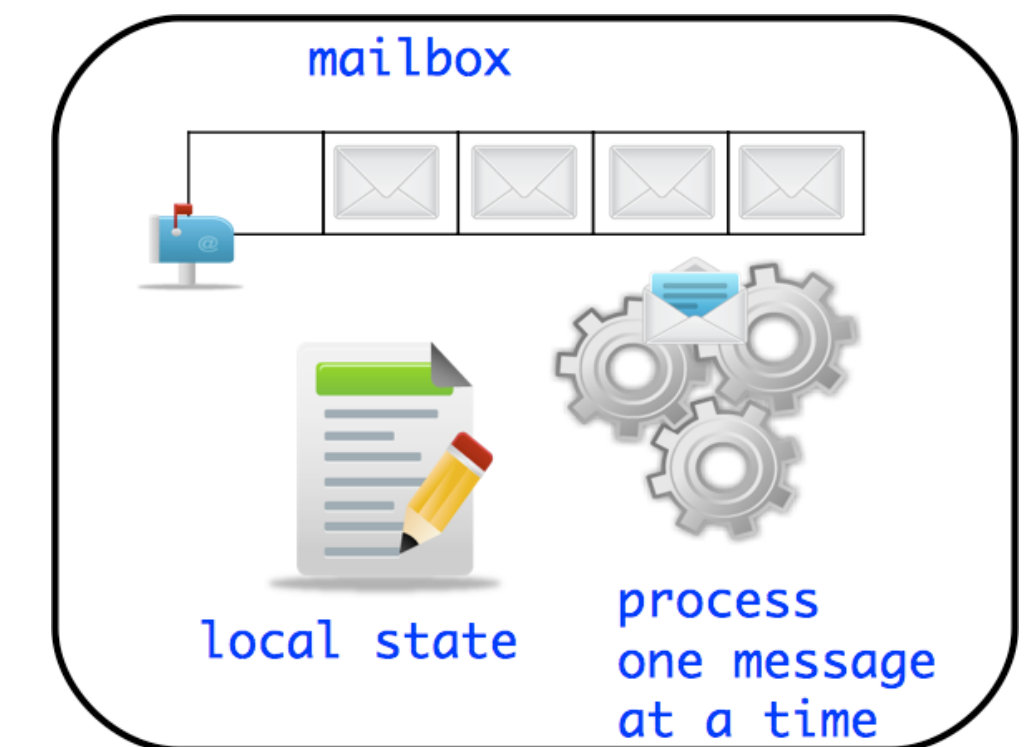 mailbox
@
local state
process
one message
at a time